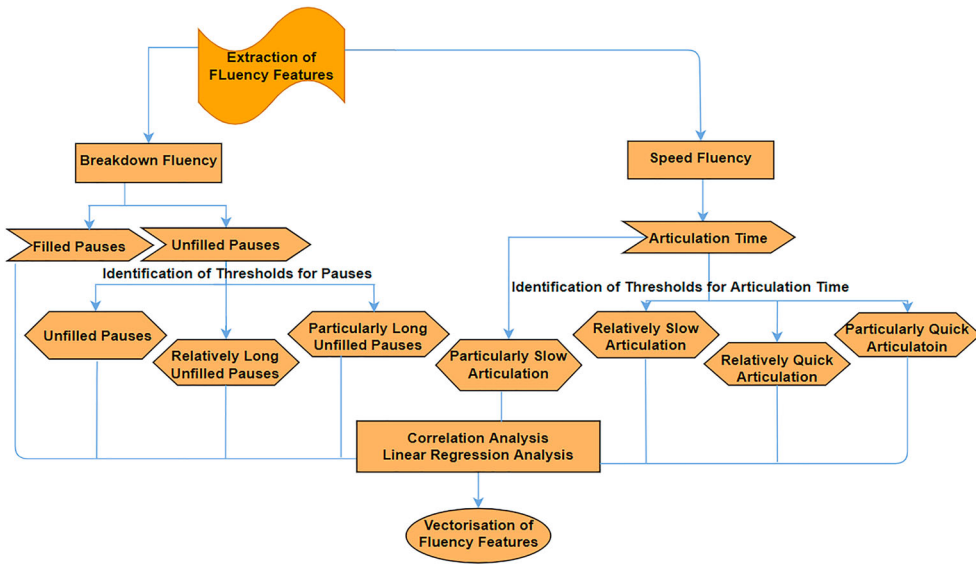 Extraction of
FLuency Features
Breakdown Fluency
Speed Fluency
Filled Pauses
Unfilled Pauses
Articulation Time
Identification of Thresholds for Pauses
Identification of Thresholds for Articulation Time
Unfilled Pauses
Relatively Long
Unfilled Pauses
Particularly Long
Unfilled Pauses
Particularly Slow
Articulation
Relatively Slow
Articulation
Relatively Quick
Articulation
Particularly Quick
Articulatoin
Correlation Analysis
Linear Regression Analysis
Vectorisation of
Fluency Features